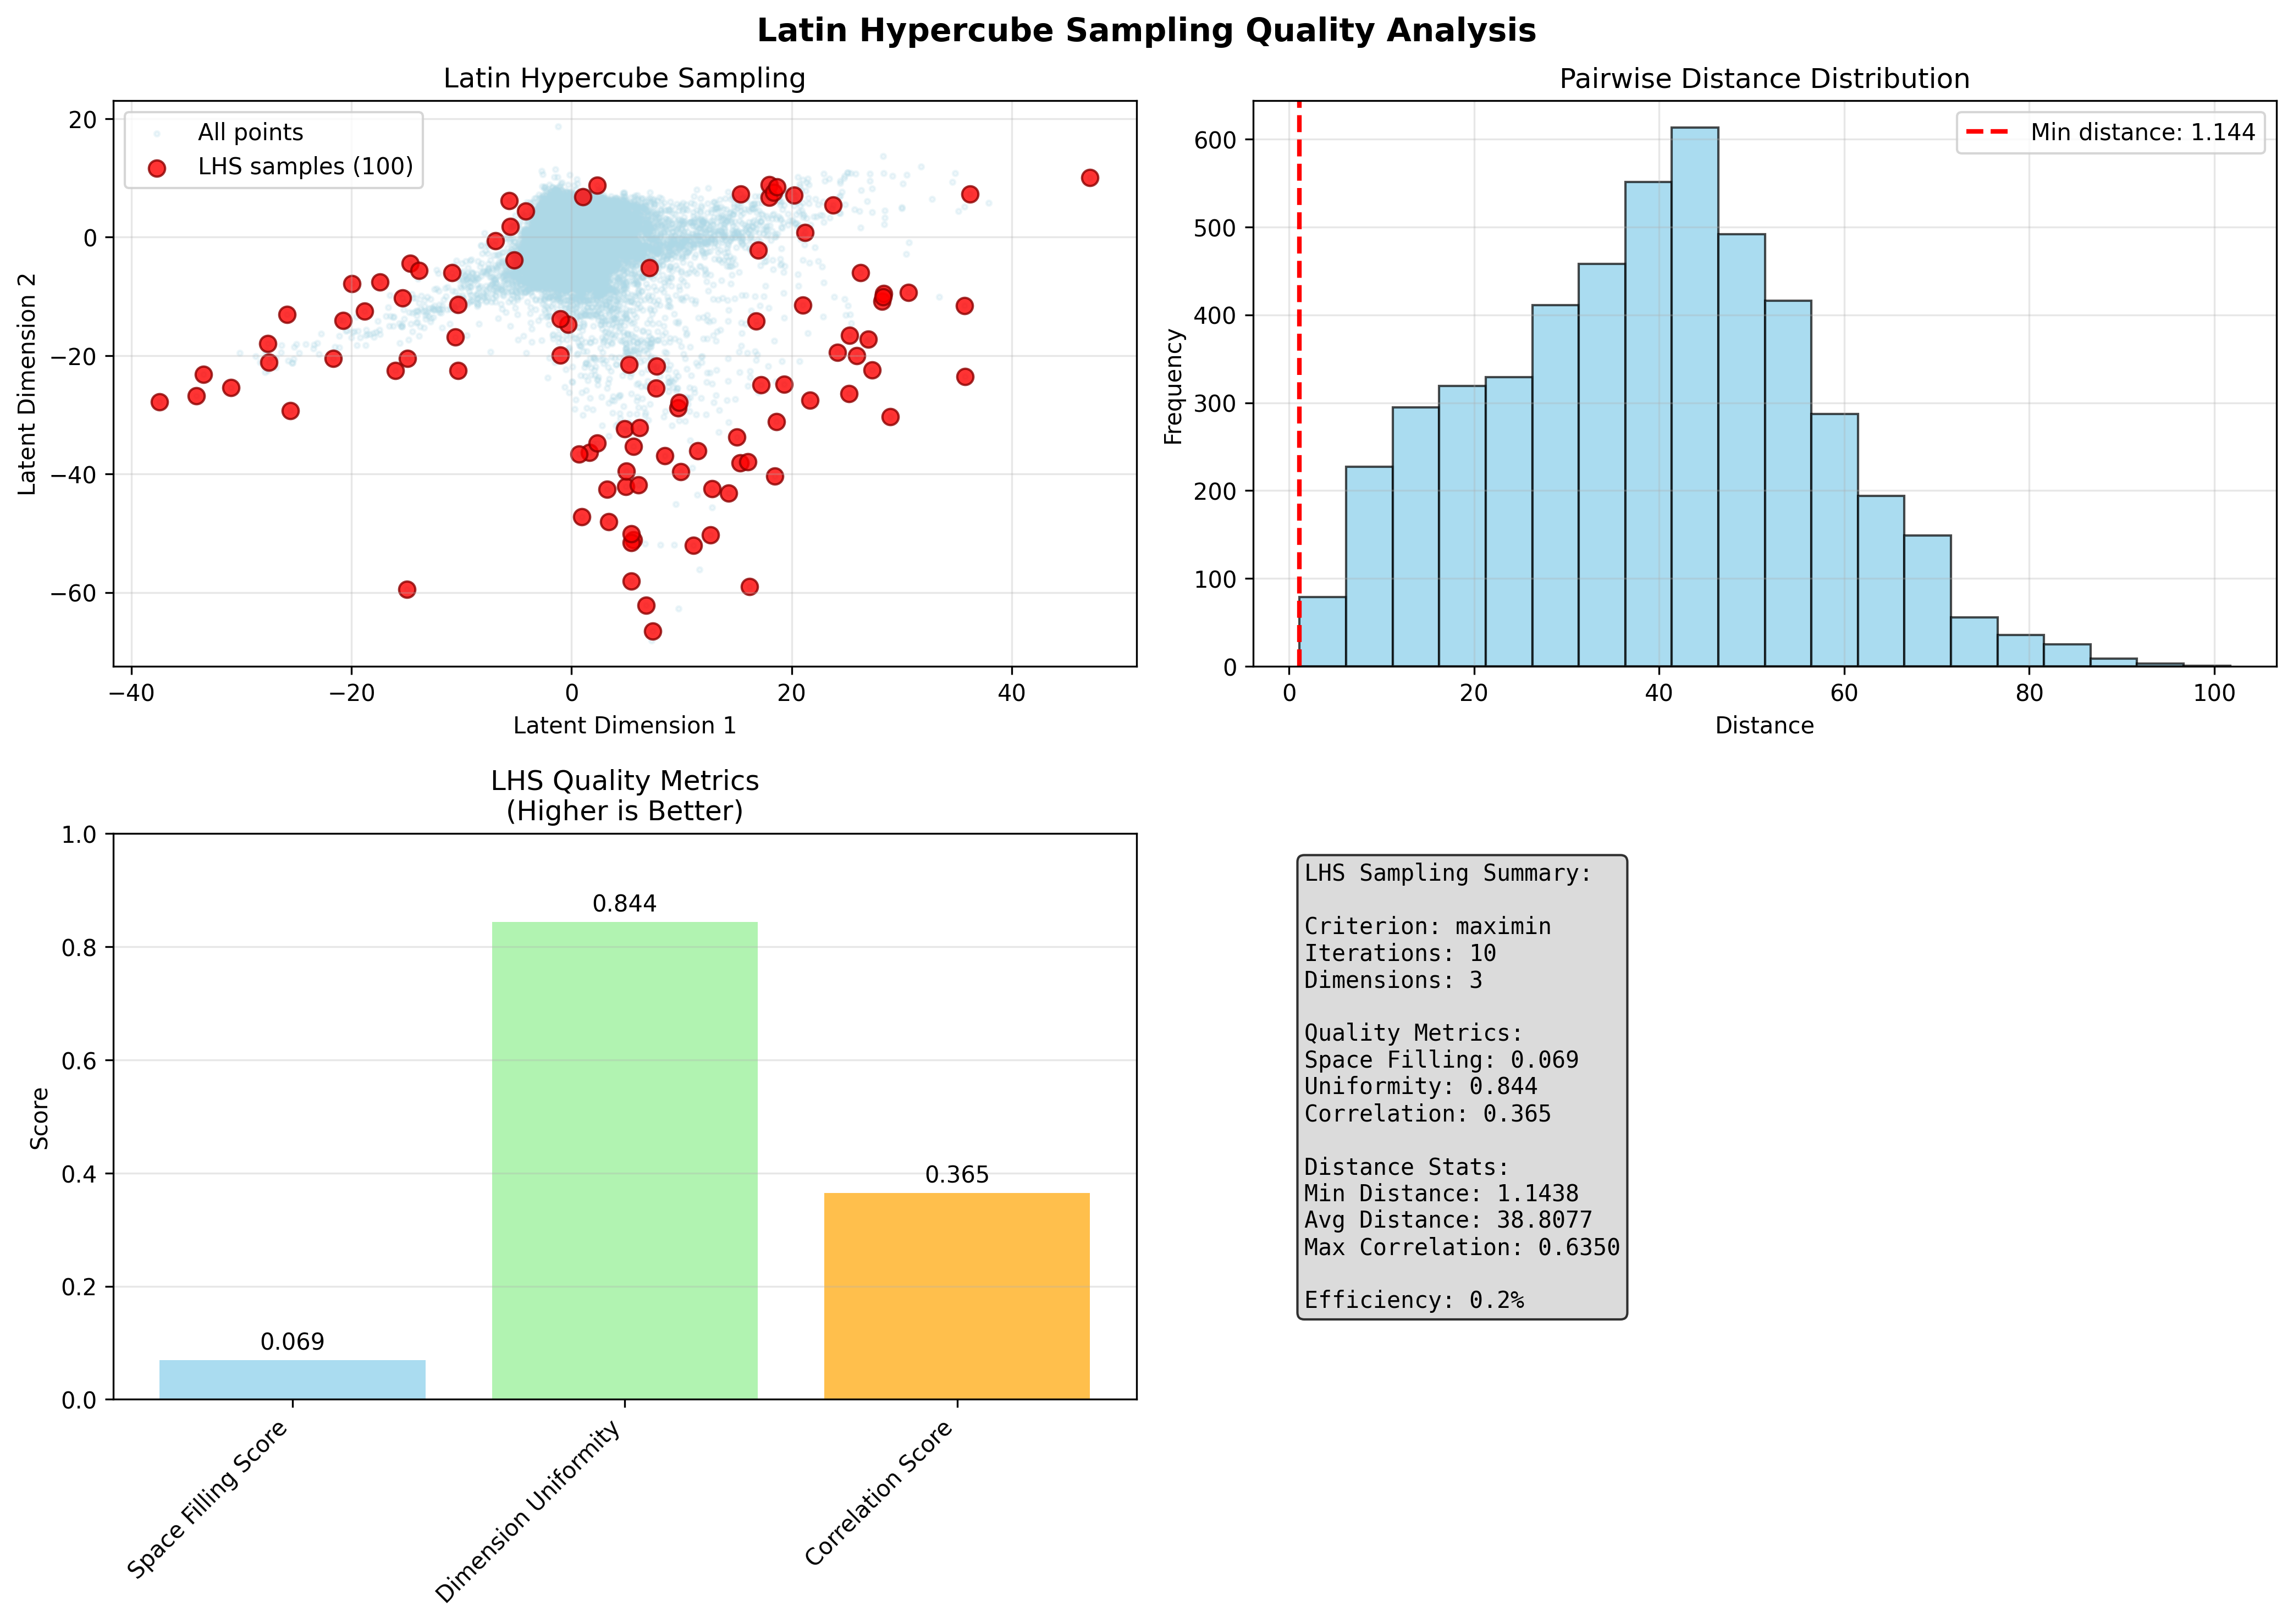 Latin Hypercube Sampling Quality Analysis
Latin Hypercube Sampling
All points
LHS samples (100)
20
0
−20
−40
−60
Latent Dimension 2
−40
−20
0
20
40
Latent Dimension 1
Pairwise Distance Distribution
Min distance: 1.144
600
500
400
300
200
100
0
Frequency
0
20
40
60
80
100
Distance
LHS Quality Metrics
(Higher is Better)
1.0
0.8
0.6
0.4
0.2
0.0
Score
0.069
0.844
0.365
Space Filling Score
Dimension Uniformity
Correlation Score
LHS Sampling Summary:
Criterion: maximin
Iterations: 10
Dimensions: 3
Quality Metrics:
Space Filling: 0.069
Uniformity: 0.844
Correlation: 0.365
Distance Stats:
Min Distance: 1.1438
Avg Distance: 38.8077
Max Correlation: 0.6350
Efficiency: 0.2%